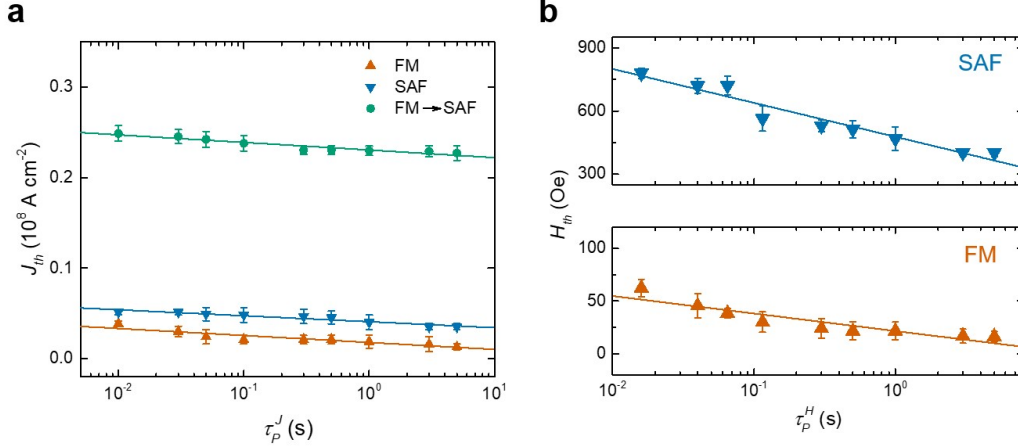 a
0.3
0.2
0.1
0.0
J_th (10^8 A cm^-2)
FM
SAF
FM→SAF
10^-2
10^-1
10^0
10^1
τ_P^J (s)
b
900
600
300
SAF
H_th (Oe)
100
50
0
FM
10^-2
10^-1
10^0
τ_P^H (s)